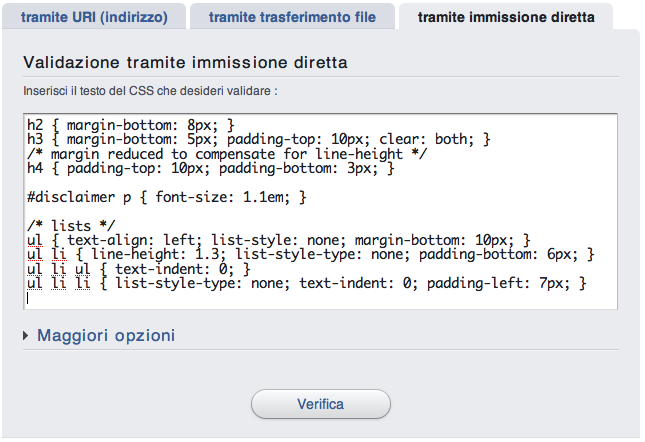 tramite URI (indirizzo) tramite trasferimento file tramite immissione diretta
Validazione tramite immissione diretta
Inserisci il testo del CSS che desideri validare :
h2 { margin-bottom: 8px; }
h3 { margin-bottom: 5px; padding-top: 10px; clear: both; }
/* margin reduced to compensate for line-height */
h4 { padding-top: 10px; padding-bottom: 3px; }
#disclaimer p { font-size: 1.1em; }
/* lists */
ul { text-align: left; list-style: none; margin-bottom: 10px; }
ul li { line-height: 1.3; list-style-type: none; padding-bottom: 6px; }
ul li ul { text-indent: 0; }
ul li li { list-style-type: none; text-indent: 0; padding-left: 7px; }
Maggiori opzioni
Verifica